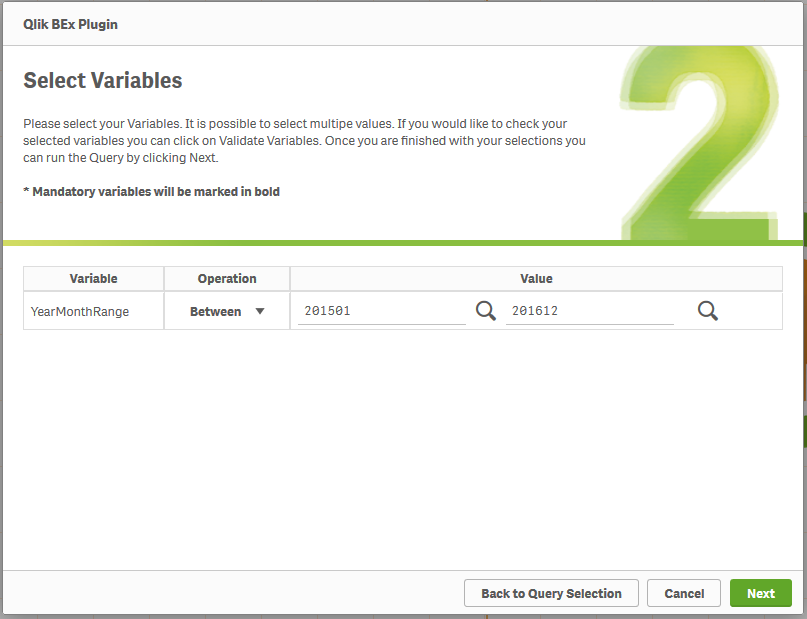 Qlik BEx Plugin
Select Variables
2
Please select your Variables. It is possible to select multipe values. If you would like to check your
selected variables you can click on Validate Variables. Once you are finished with your selections you
can run the Query by clicking Next.
* Mandatory variables will be marked in bold
Variable Operation Value
YearMonthRange Between 201501 201612
Back to Query Selection Cancel Next